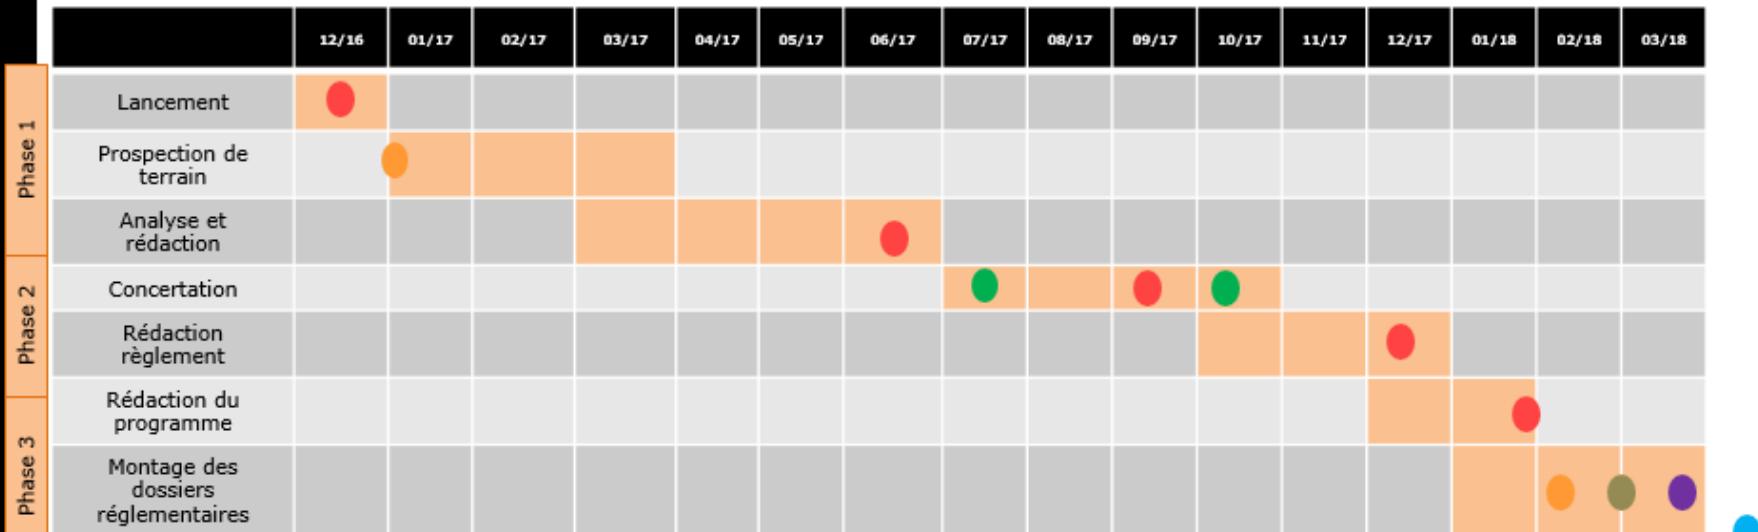 12/16 01/17 02/17 03/17 04/17 05/17 06/17 07/17 08/17 09/17 10/17 11/17 12/17 01/18 02/18 03/18
Phase 1
Lancement
Prospection de
terrain
Analyse et
rédaction
Phase 2
Concertation
Rédaction
règlement
Phase 3
Rédaction du
programme
Montage des
dossiers
réglementaires